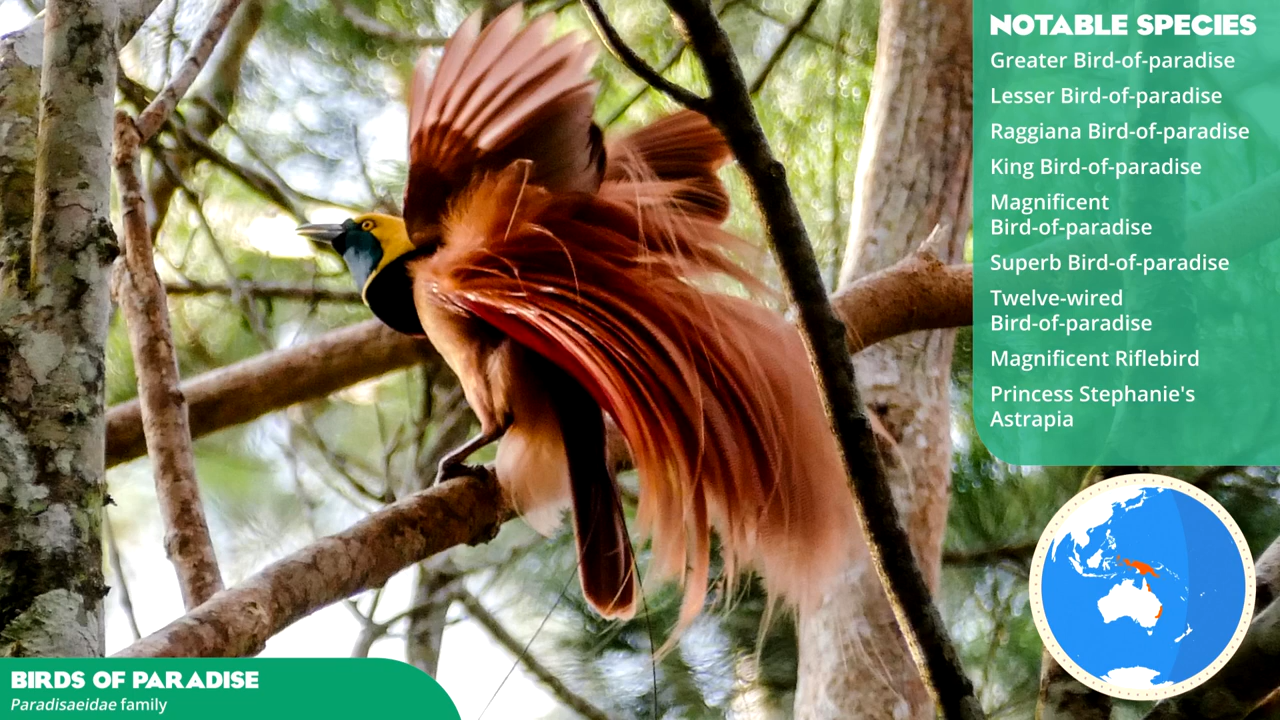 NOTABLE SPECIES
Greater Bird-of-paradise
Lesser Bird-of-paradise
Raggiana Bird-of-paradise
King Bird-of-paradise
Magnificent
Bird-of-paradise
Superb Bird-of-paradise
Twelve-wired
Bird-of-paradise
Magnificent Riflebird
Princess Stephanie's
Astrapia
BIRDS OF PARADISE
Paradisaeidae family